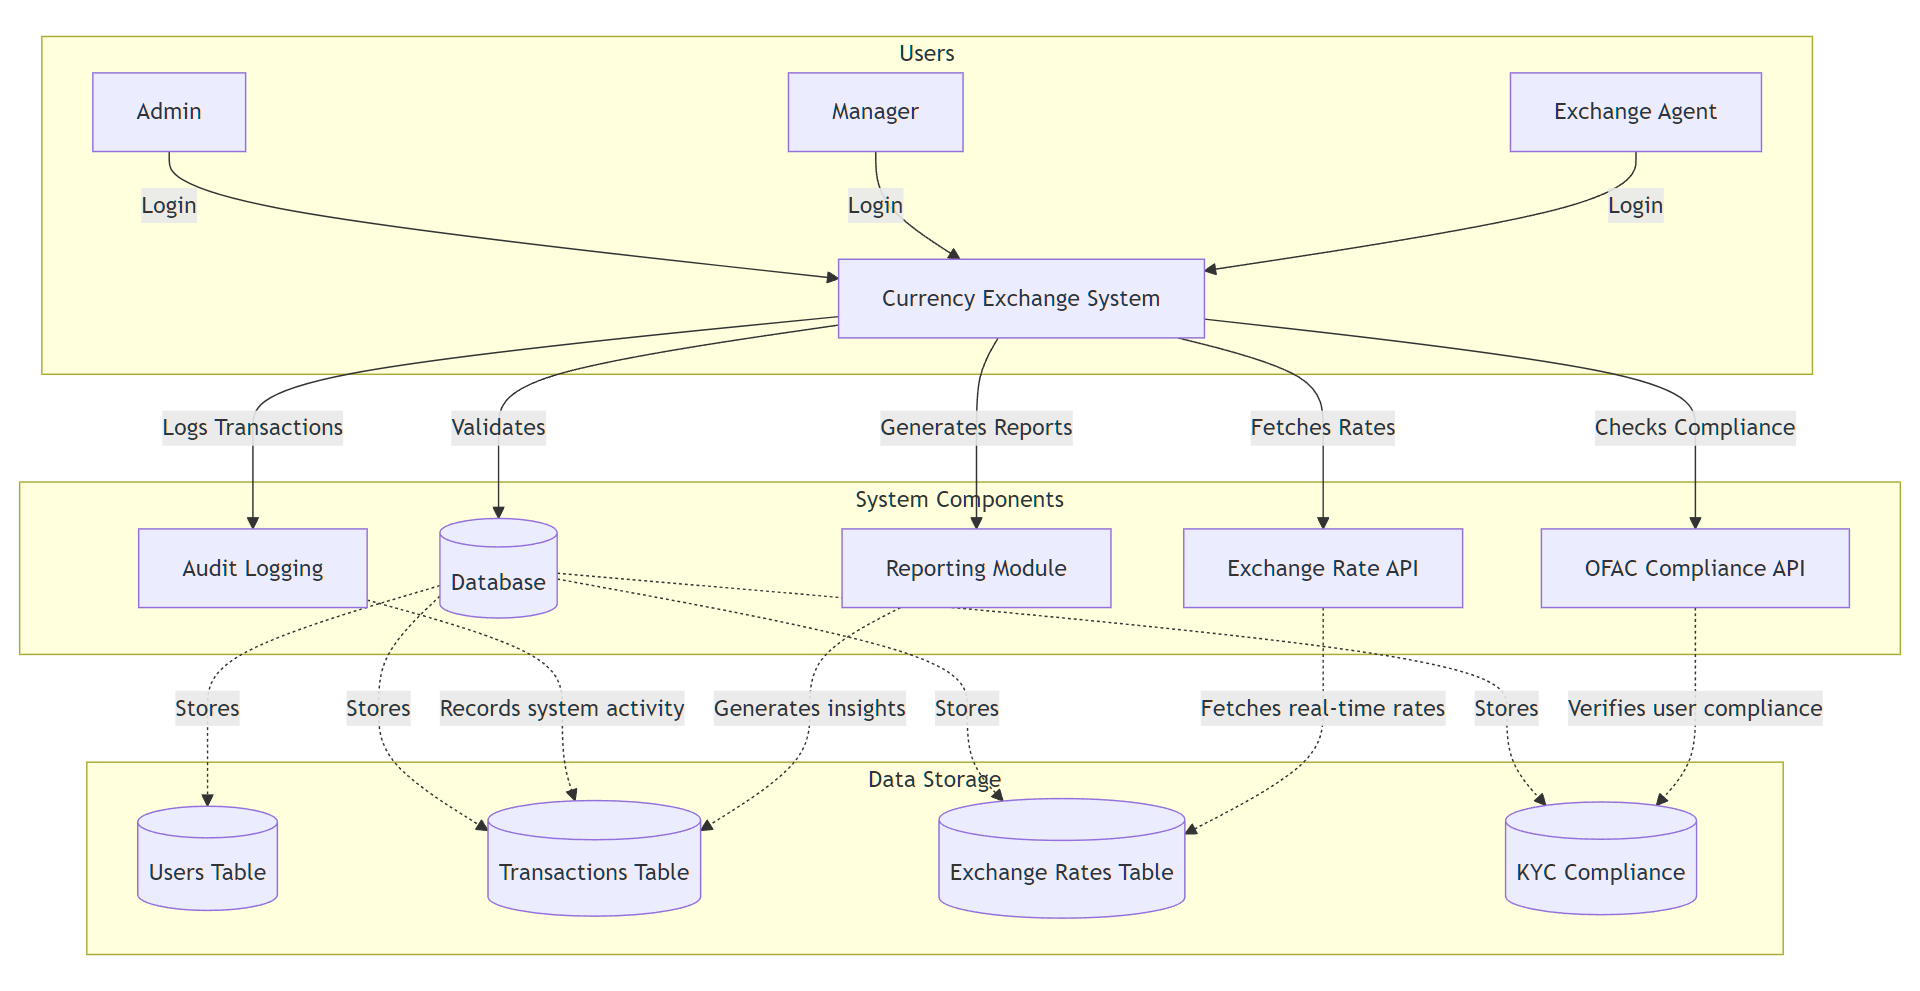 Users
Admin
Manager
Exchange Agent
Login
Login
Login
Currency Exchange System
Logs Transactions
Validates
Generates Reports
Fetches Rates
Checks Compliance
System Components
Audit Logging
Database
Reporting Module
Exchange Rate API
OFAC Compliance API
Stores
Stores
Records system activity
Generates insights
Stores
Fetches real-time rates
Stores
Verifies user compliance
Data Storage
Users Table
Transactions Table
Exchange Rates Table
KYC Compliance